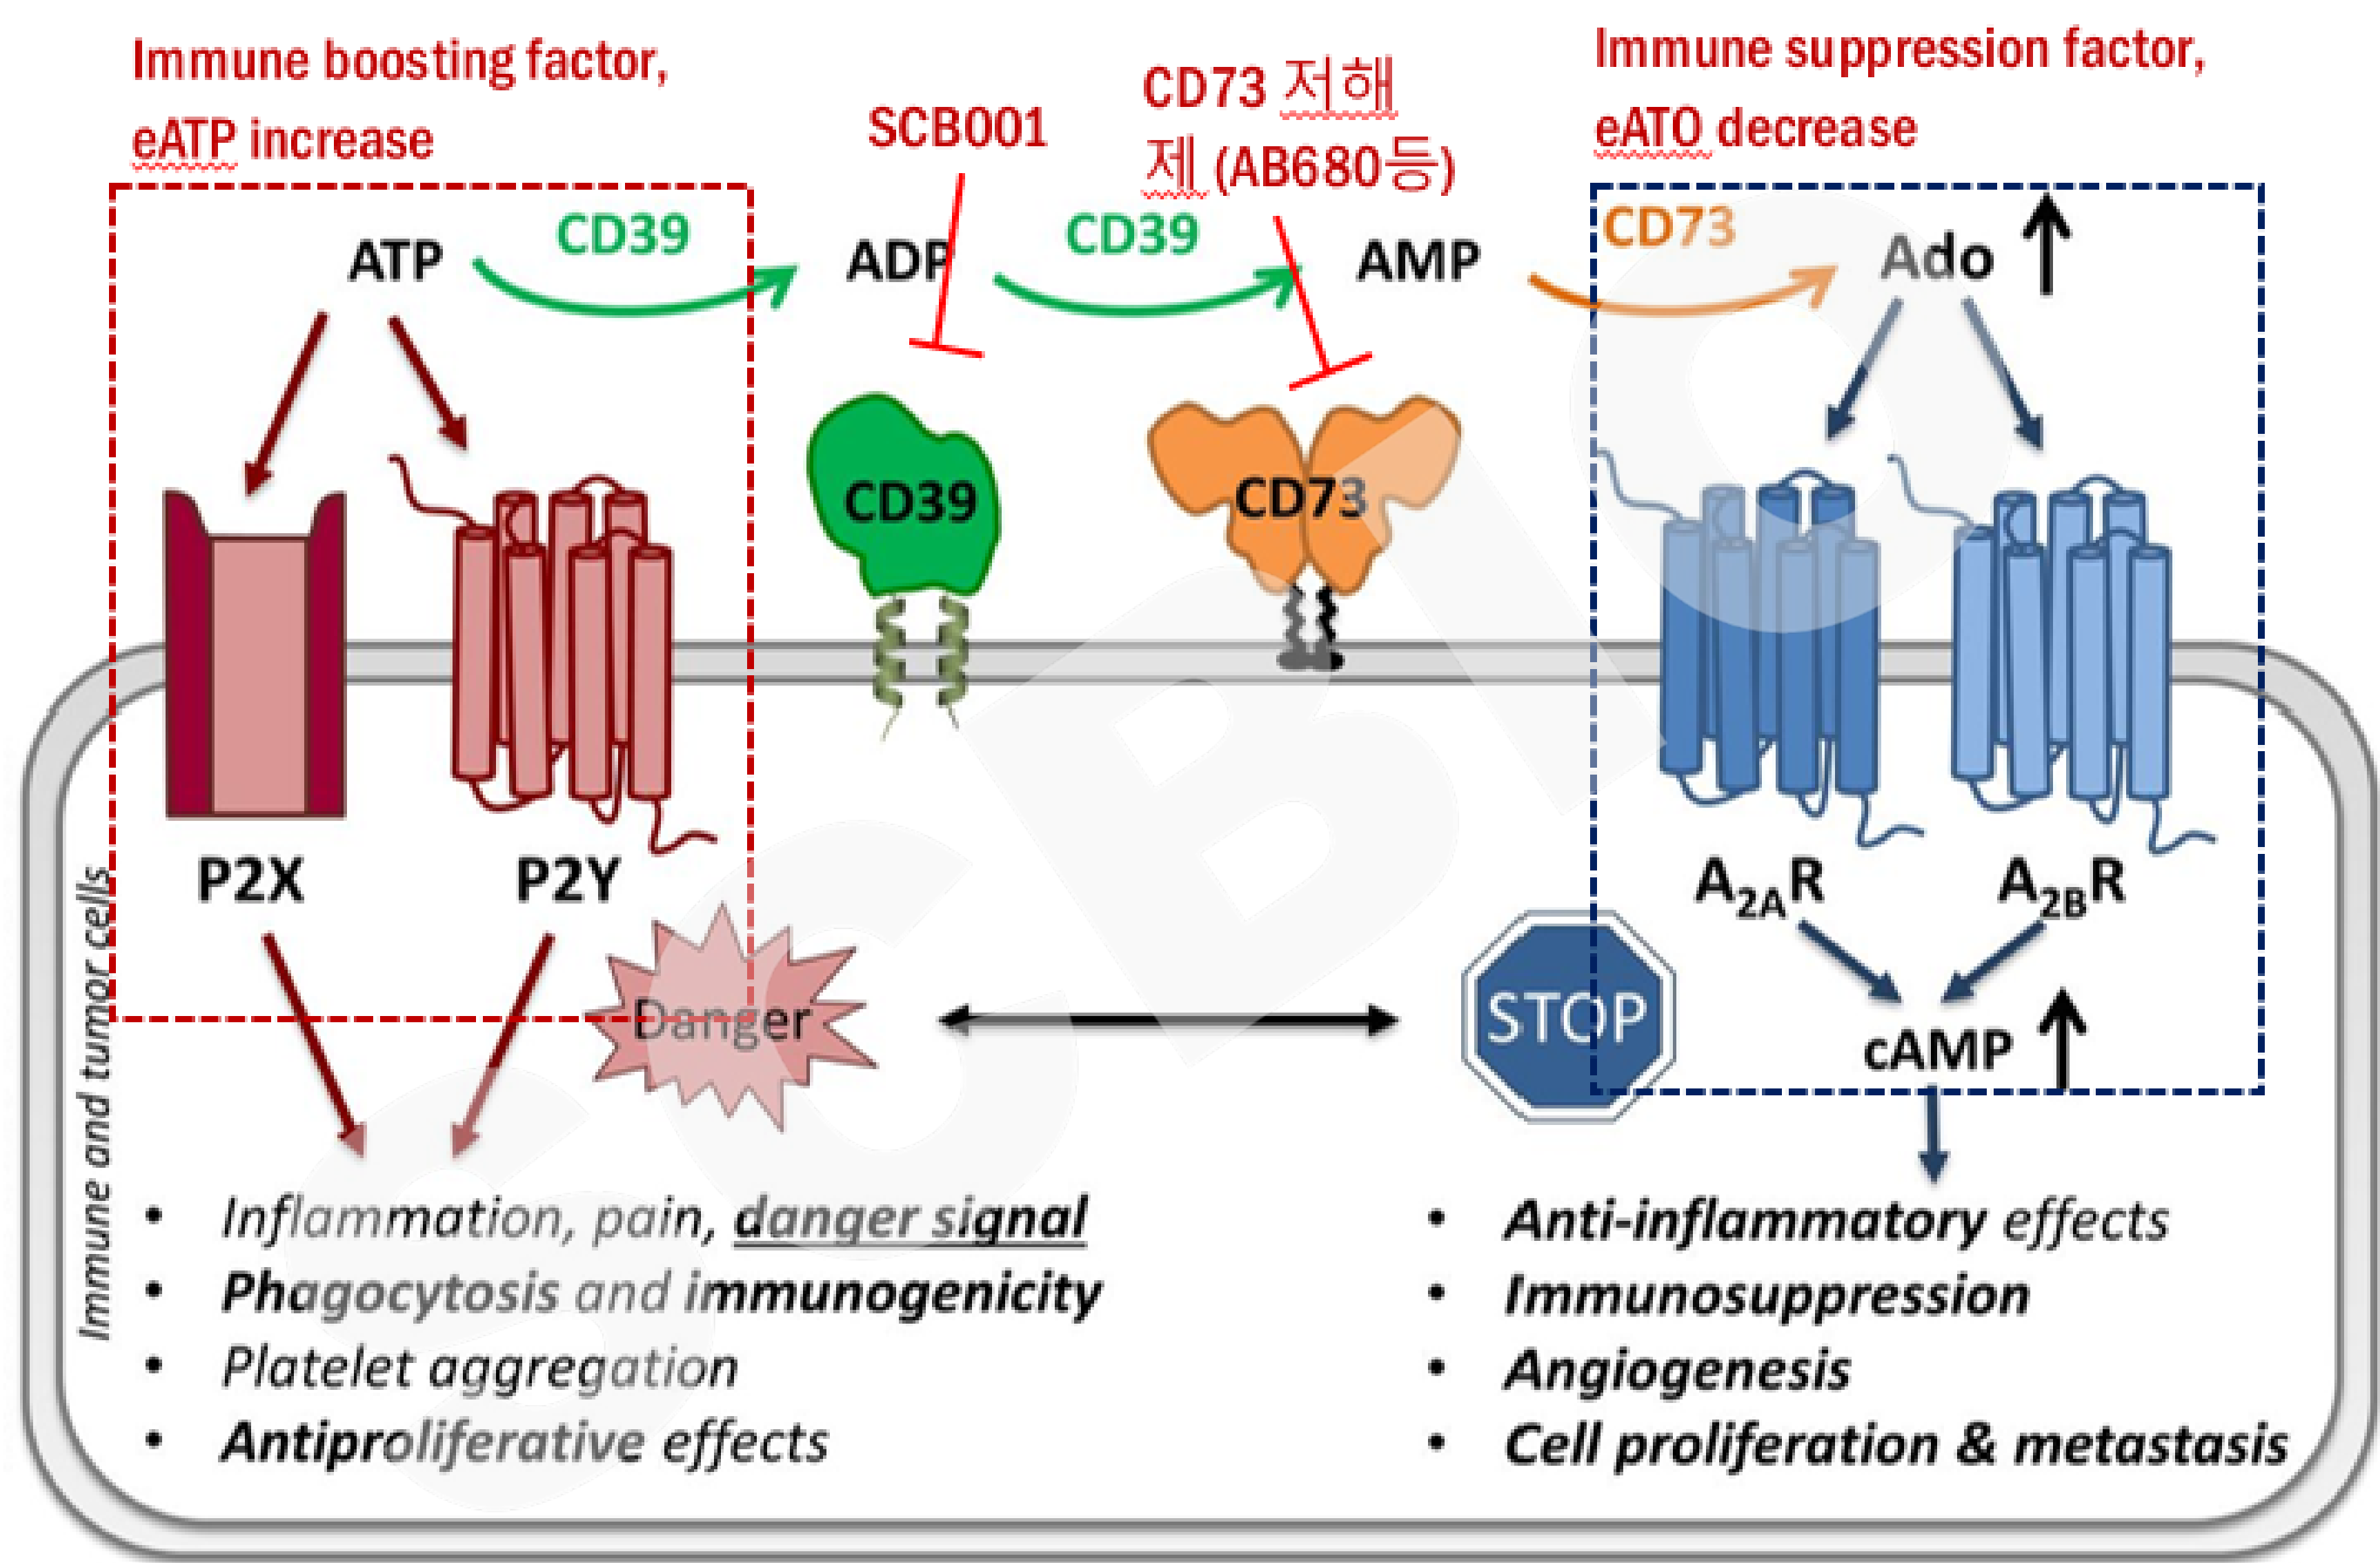 Immune boosting factor,
eATP increase
SCB001
CD73 저해
제 (AB680등)
Immune suppression factor,
eATO decrease
ATP
CD39
ADP
CD39
AMP
CD73
Ado
CD39
CD73
P2X
P2Y
A2AR
A2BR
Danger
STOP
cAMP
Immune and tumor cells
• Inflammation, pain, danger signal
• Phagocytosis and immunogenicity
• Platelet aggregation
• Antiproliferative effects
• Anti-inflammatory effects
• Immunosuppression
• Angiogenesis
• Cell proliferation & metastasis
SCBIO